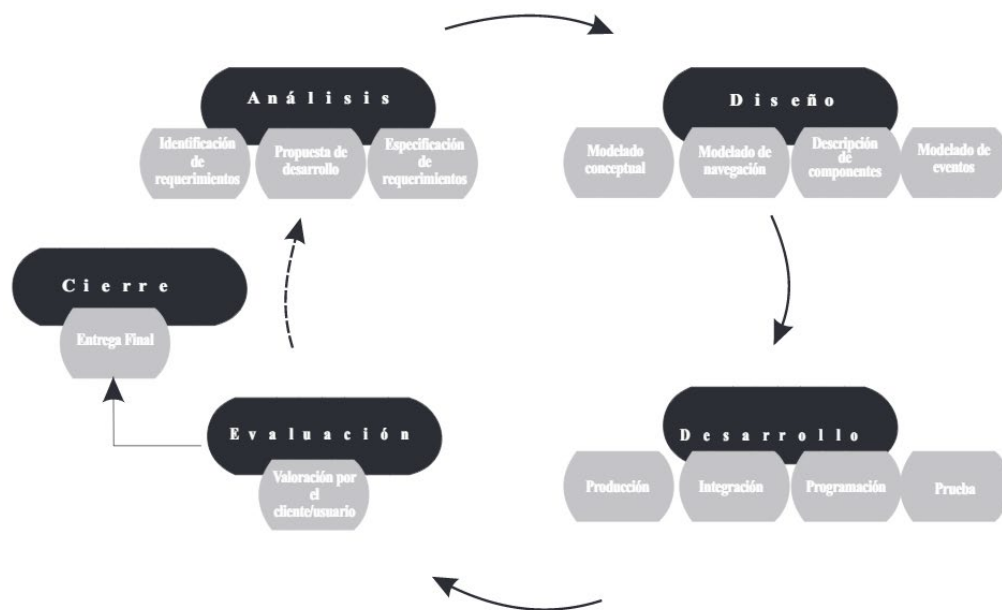 Análisis
Identificación
de
requerimientos
Propuesta de
desarrollo
Especificación
de
requerimientos
Diseño
Modelado
conceptual
Modelado de
navegación
Descripción
de
componentes
Modelado de
eventos
Cierre
Entrega Final
Evaluación
Valoración por
el
cliente/usuario
Desarrollo
Producción
Integración
Programación
Prueba